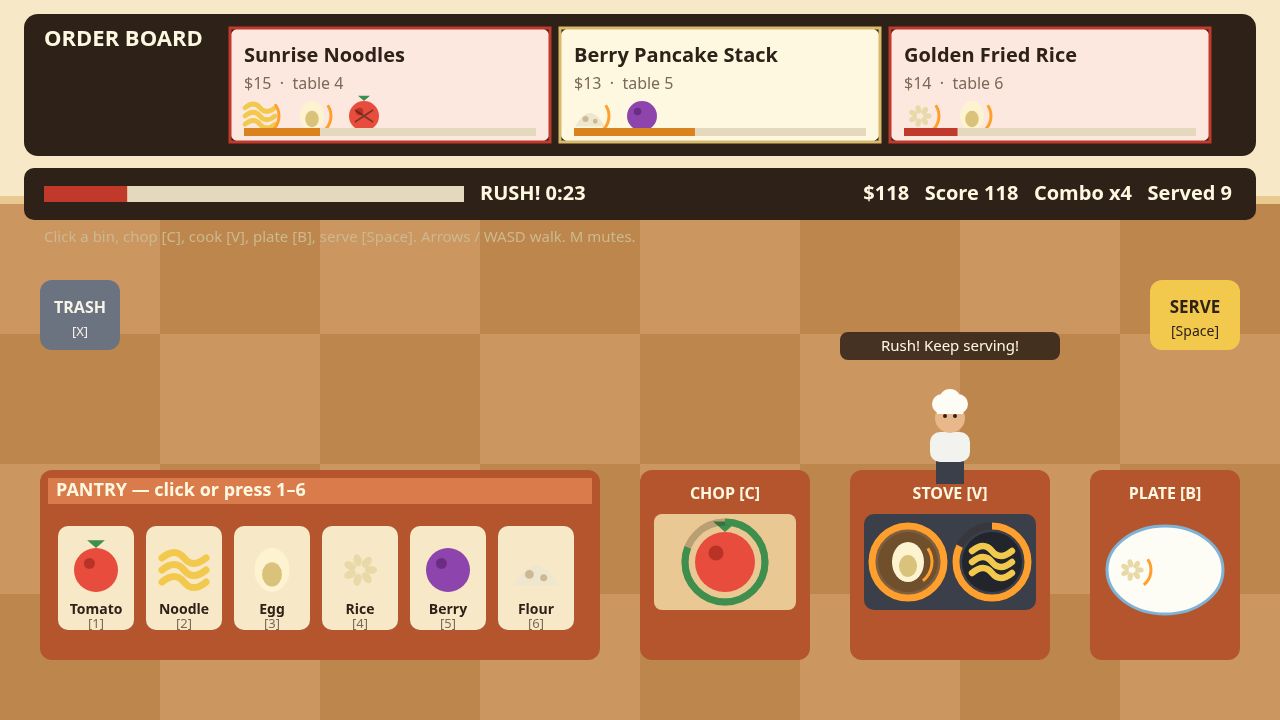 ORDER BOARD
Sunrise Noodles
$15 · table 4
Berry Pancake Stack
$13 · table 5
Golden Fried Rice
$14 · table 6
RUSH! 0:23
$118 Score 118 Combo x4 Served 9
Click a bin, chop [C], cook [V], plate [B], serve [Space]. Arrows / WASD walk. M mutes.
TRASH
[X]
SERVE
[Space]
Rush! Keep serving!
PANTRY — click or press 1–6
Tomato
[1]
Noodle
[2]
Egg
[3]
Rice
[4]
Berry
[5]
Flour
[6]
CHOP [C]
STOVE [V]
PLATE [B]